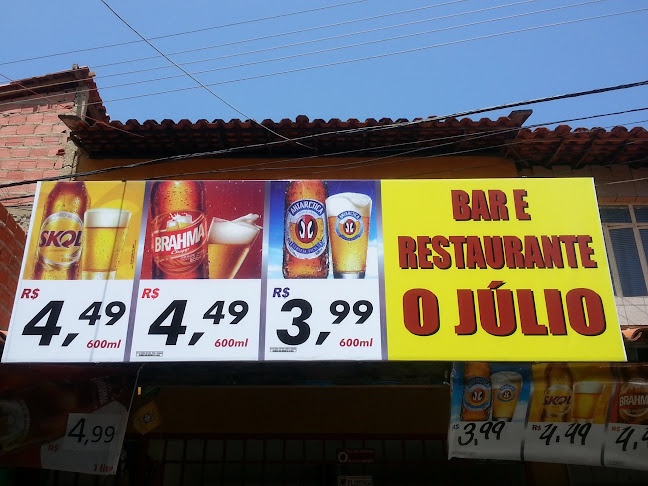 SKOL
R$
4,49
600ml
BRAHMA
Chopp
R$
4,49
600ml
ANTARCTICA
R$
3,99
600ml
BAR E
RESTAURANTE
O JÚLIO
R$
4,99
1 litro
R$
3,99
SKOL
R$
4,49
BRAHMA
R$